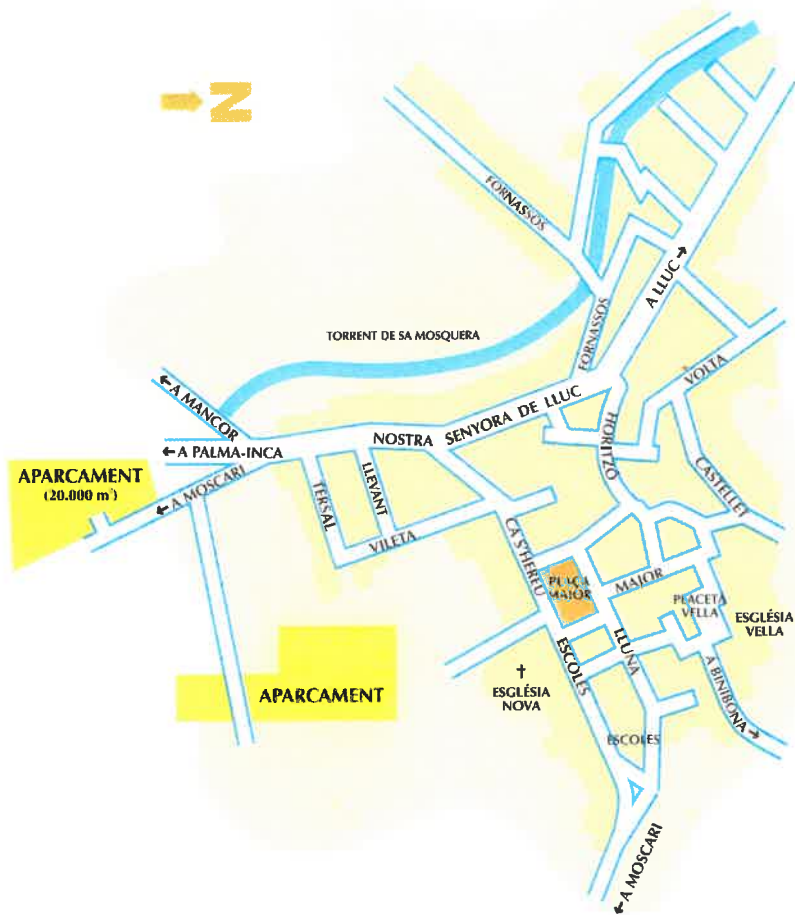 N
FORNASSOS
A LLUC →
TORRENT DE SA MOSQUERA
FORNASSOS
VOLTA
← A MANCOR
NOSTRA SENYORA DE LLUC
HORITZÓ
← A PALMA-INCA
APARCAMENT
(20.000 m²)
← A MOSCARI
TERSAL
LLEVANT
VILETA
CASTELLET
CA S'HEREU
PLAÇA
MAJOR
MAJOR
PLACETA
VELLA
ESGLÉSIA
VELLA
ESCOLES
LLUNA
A BINIBONA →
✝
ESGLÉSIA
NOVA
APARCAMENT
ESCOLES
← A MOSCARI